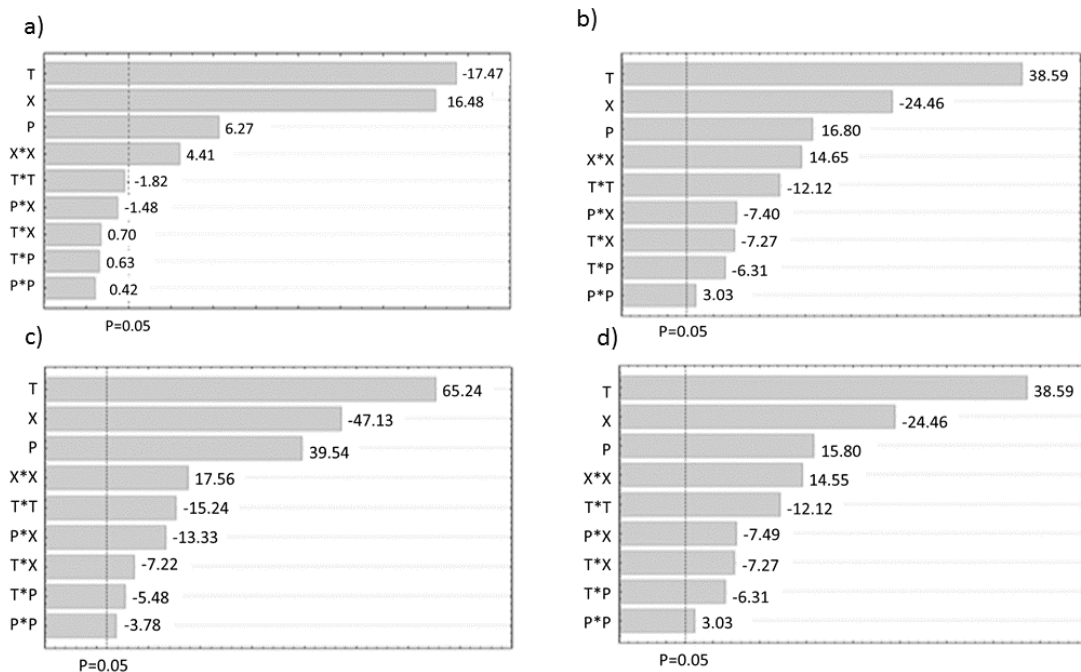 a)
T -17.47
X 16.48
P 6.27
X*X 4.41
T*T -1.82
P*X -1.48
T*X 0.70
T*P 0.63
P*P 0.42
P=0.05
b)
T 38.59
X -24.46
P 16.80
X*X 14.65
T*T -12.12
P*X -7.40
T*X -7.27
T*P -6.31
P*P 3.03
P=0.05
c)
T 65.24
X -47.13
P 39.54
X*X 17.56
T*T -15.24
P*X -13.33
T*X -7.22
T*P -5.48
P*P -3.78
P=0.05
d)
T 38.59
X -24.46
P 15.80
X*X 14.55
T*T -12.12
P*X -7.49
T*X -7.27
T*P -6.31
P*P 3.03
P=0.05